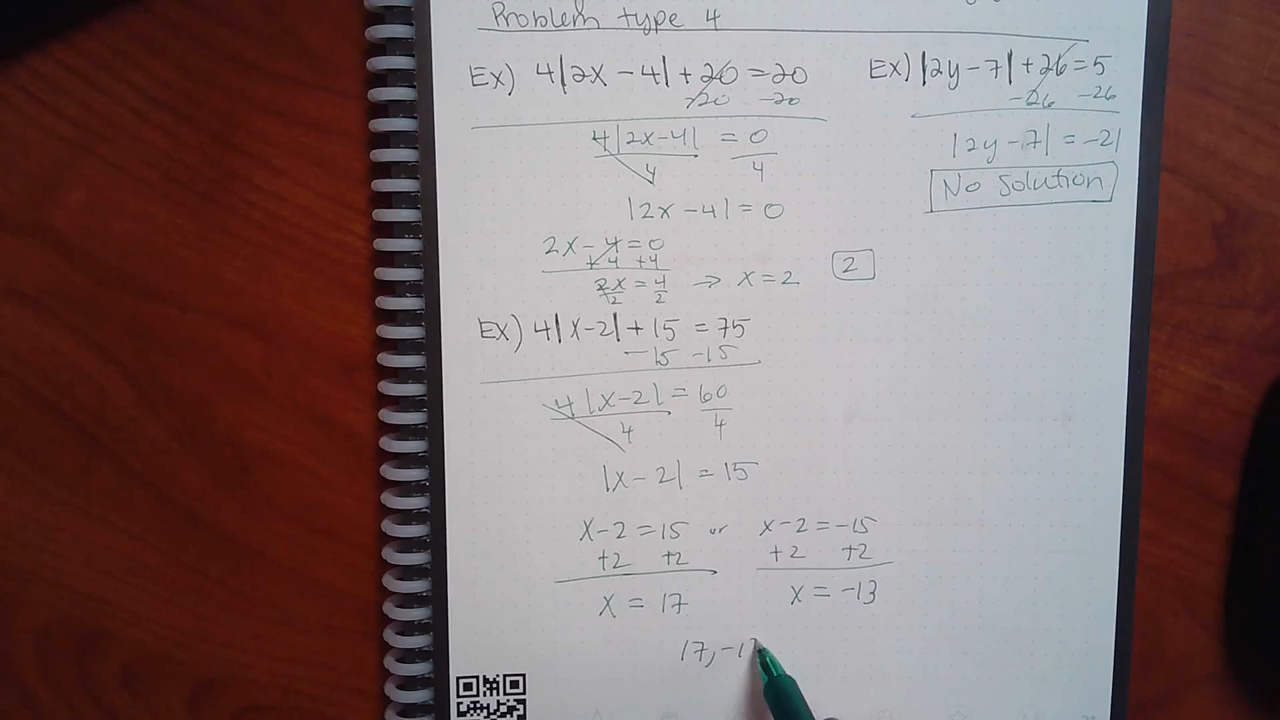 Problem type 4
Ex) 4|2x - 4| + 20 = 20
-20 -20
4|2x-4| = 0
4 4
|2x - 4| = 0
2x - 4 = 0
+4 +4
2x = 4 → x = 2
2 2
2
Ex) |2y - 7| + 26 = 5
-26 -26
|2y - 7| = -21
No Solution
Ex) 4|x-2| + 15 = 75
-15 -15
4|x-2| = 60
4 4
|x - 2| = 15
x-2 = 15 or x-2 = -15
+2 +2 +2 +2
x = 17 x = -13
17, -1